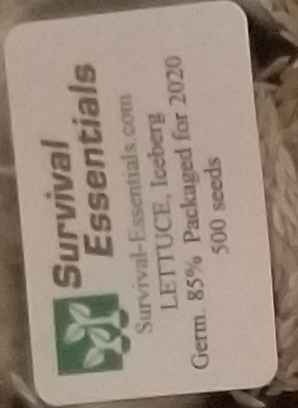 Survival
Essentials
Survival-Essentials.com
LETTUCE, Iceberg
Germ. 85% Packaged for 2020
500 seeds